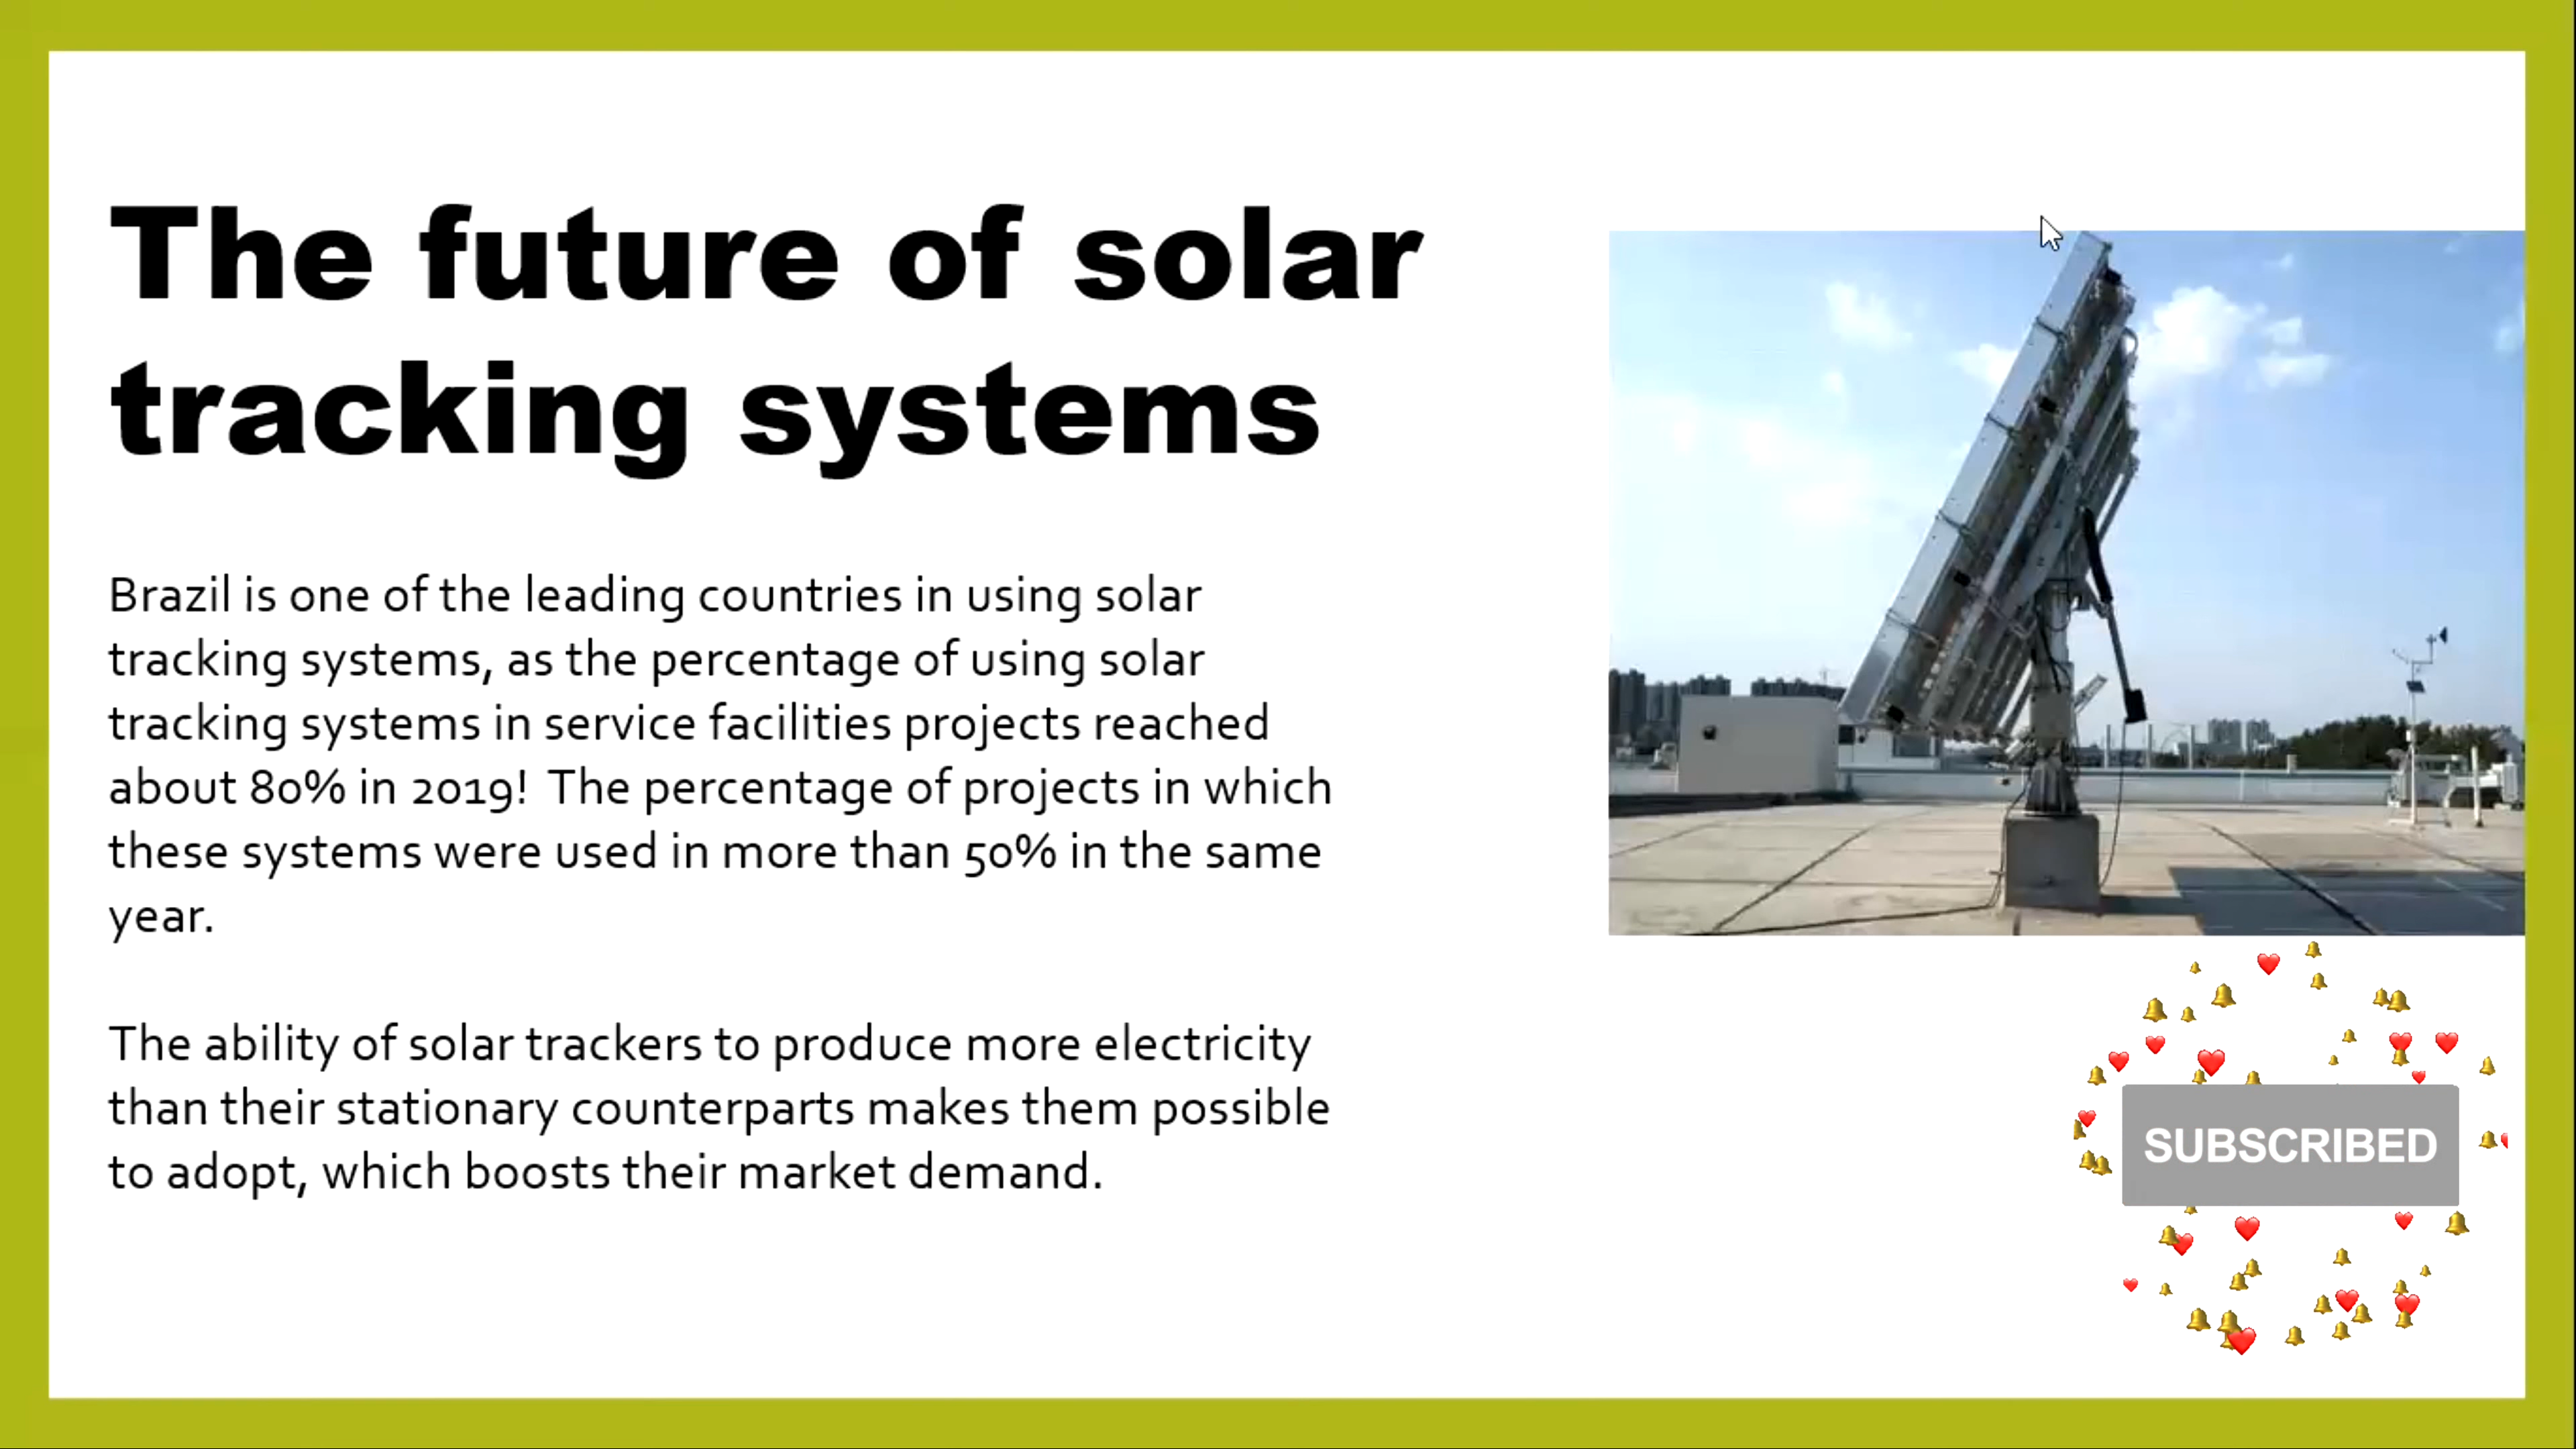 The future of solar
tracking systems
Brazil is one of the leading countries in using solar
tracking systems, as the percentage of using solar
tracking systems in service facilities projects reached
about 80% in 2019!  The percentage of projects in which
these systems were used in more than 50% in the same
year.
The ability of solar trackers to produce more electricity
than their stationary counterparts makes them possible
to adopt, which boosts their market demand.
SUBSCRIBED